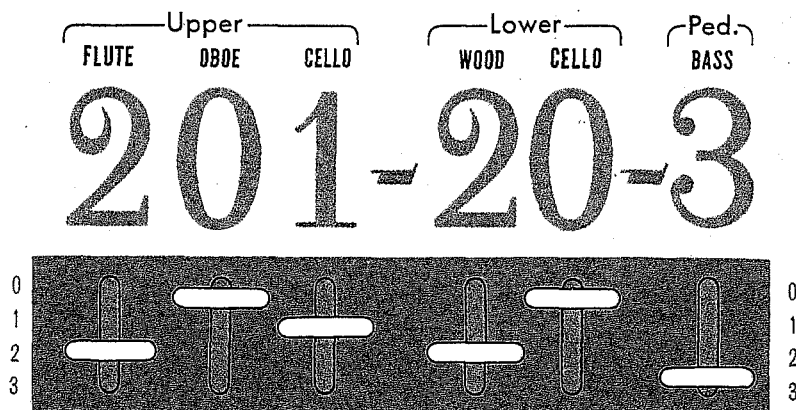 Upper Lower Ped.
FLUTE OBOE CELLO WOOD CELLO BASS
201-20-3
0 0
1 1
2 2
3 3